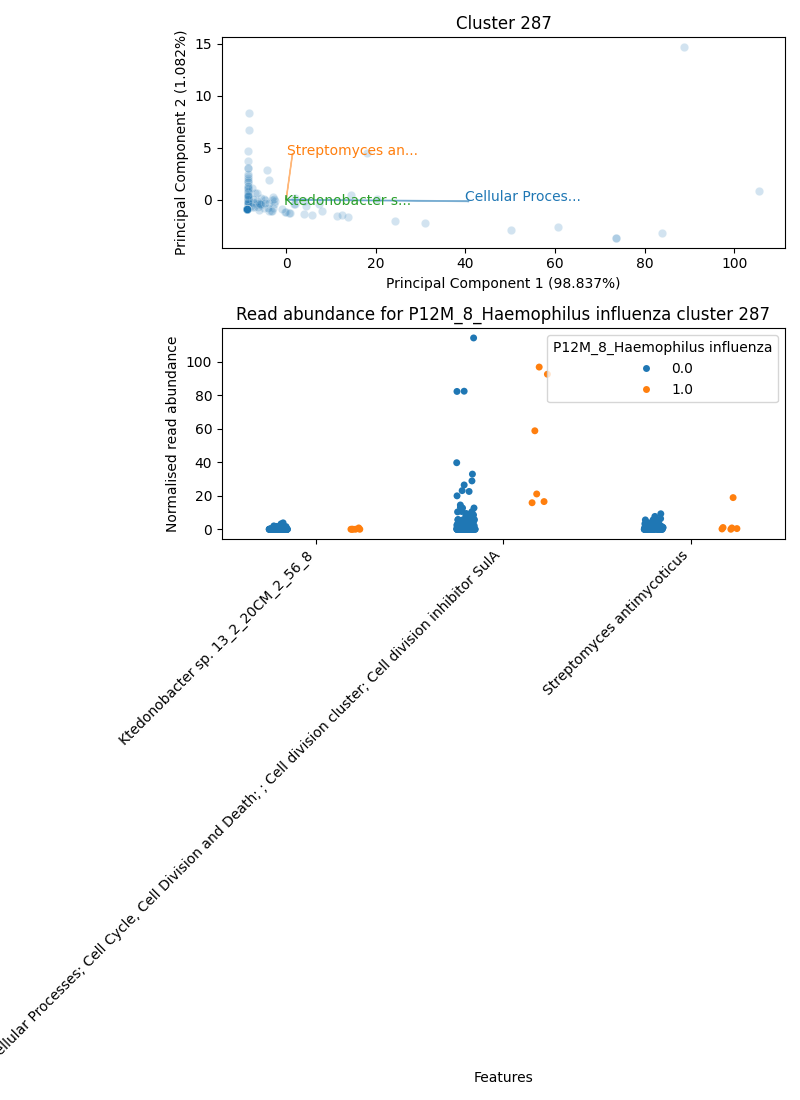 Cluster 287
Principal Component 2 (1.082%)
15
10
5
0
Streptomyces an...
Ktedonobacter s...
Cellular Proces...
0
20
40
60
80
100
Principal Component 1 (98.837%)
Read abundance for P12M_8_Haemophilus influenza cluster 287
Normalised read abundance
100
80
60
40
20
0
P12M_8_Haemophilus influenza
0.0
1.0
Ktedonobacter sp. 13_2_20CM_2_56_8
ellular Processes; Cell Cycle, Cell Division and Death; ; Cell division cluster; Cell division inhibitor SulA
Streptomyces antimycoticus
Features